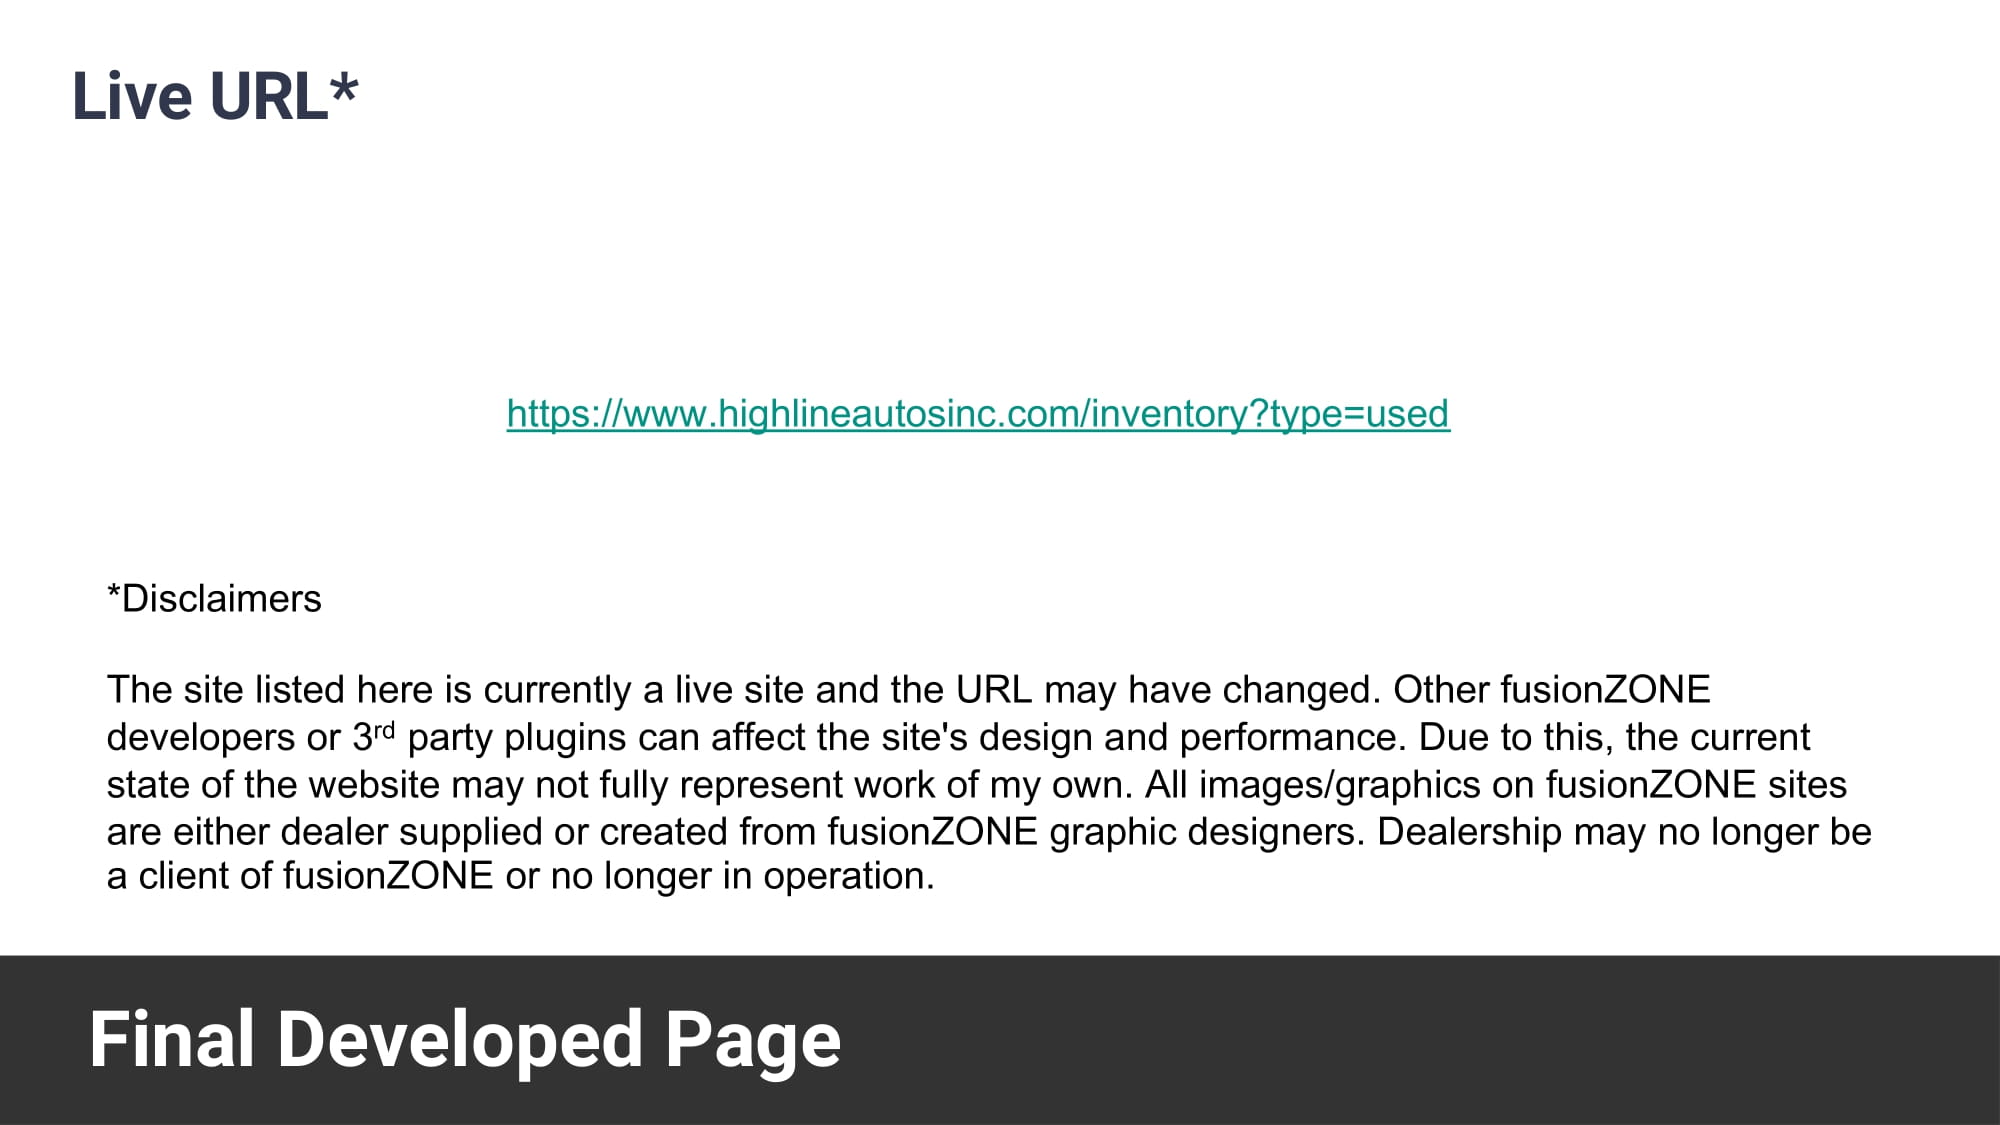 Live URL*
https://www.highlineautosinc.com/inventory?type=used
*Disclaimers
The site listed here is currently a live site and the URL may have changed. Other fusionZONE
developers or 3rd party plugins can affect the site's design and performance. Due to this, the current
state of the website may not fully represent work of my own. All images/graphics on fusionZONE sites
are either dealer supplied or created from fusionZONE graphic designers. Dealership may no longer be
a client of fusionZONE or no longer in operation.
Final Developed Page